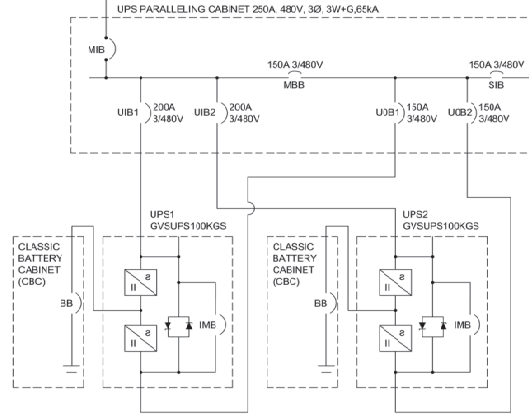 UPS PARALLELING CABINET 250A, 480V, 3Ø, 3W+G,65kA
MIB
150A 3/480V
MBB
150A 3/480V
SIB
UIB1
200A
3/480V
UIB2
200A
3/480V
U0B1
150A
3/480V
U0B2
150A
3/480V
UPS1
GVSUPS100KGS
UPS2
GVSUPS100KGS
CLASSIC
BATTERY
CABINET
(CBC)
BB
IMB
CLASSIC
BATTERY
CABINET
(CBC)
BB
IMB